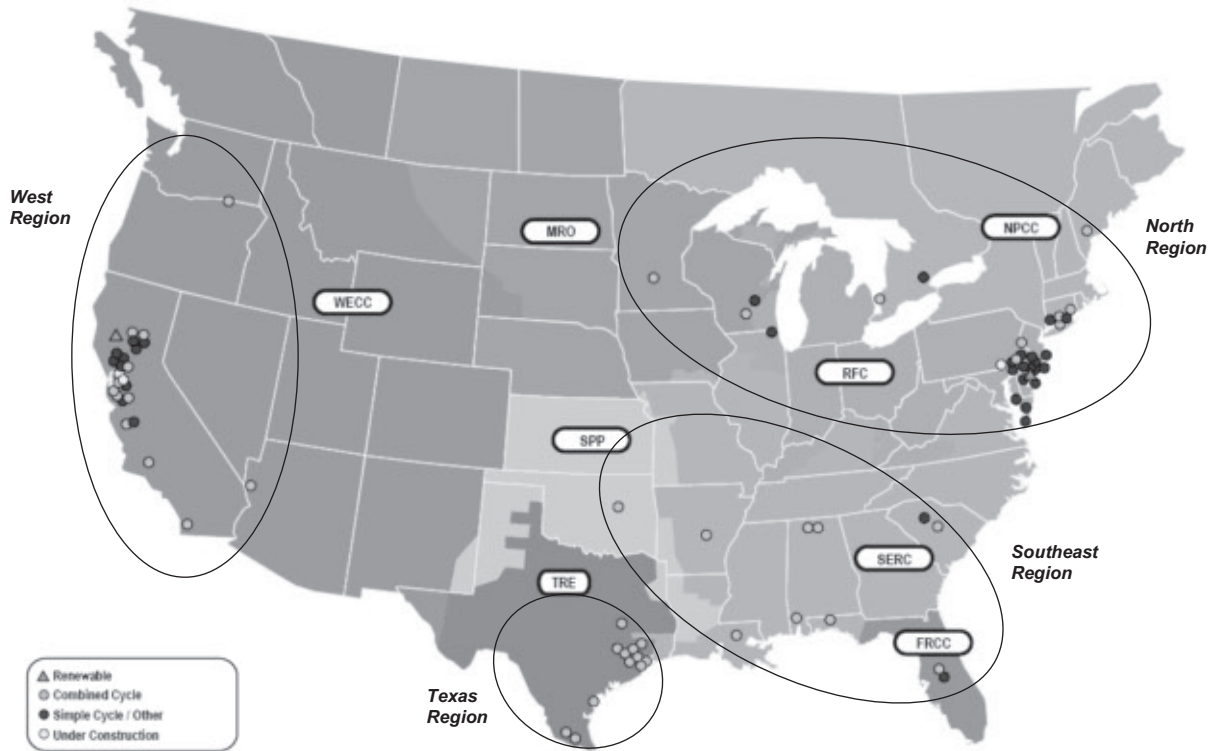 West
Region
MRO
NPCC
North
Region
WECC
RFC
SPP
SERC
Southeast
Region
TRE
FRCC
Texas
Region
Renewable
Combined Cycle
Simple Cycle / Other
Under Construction